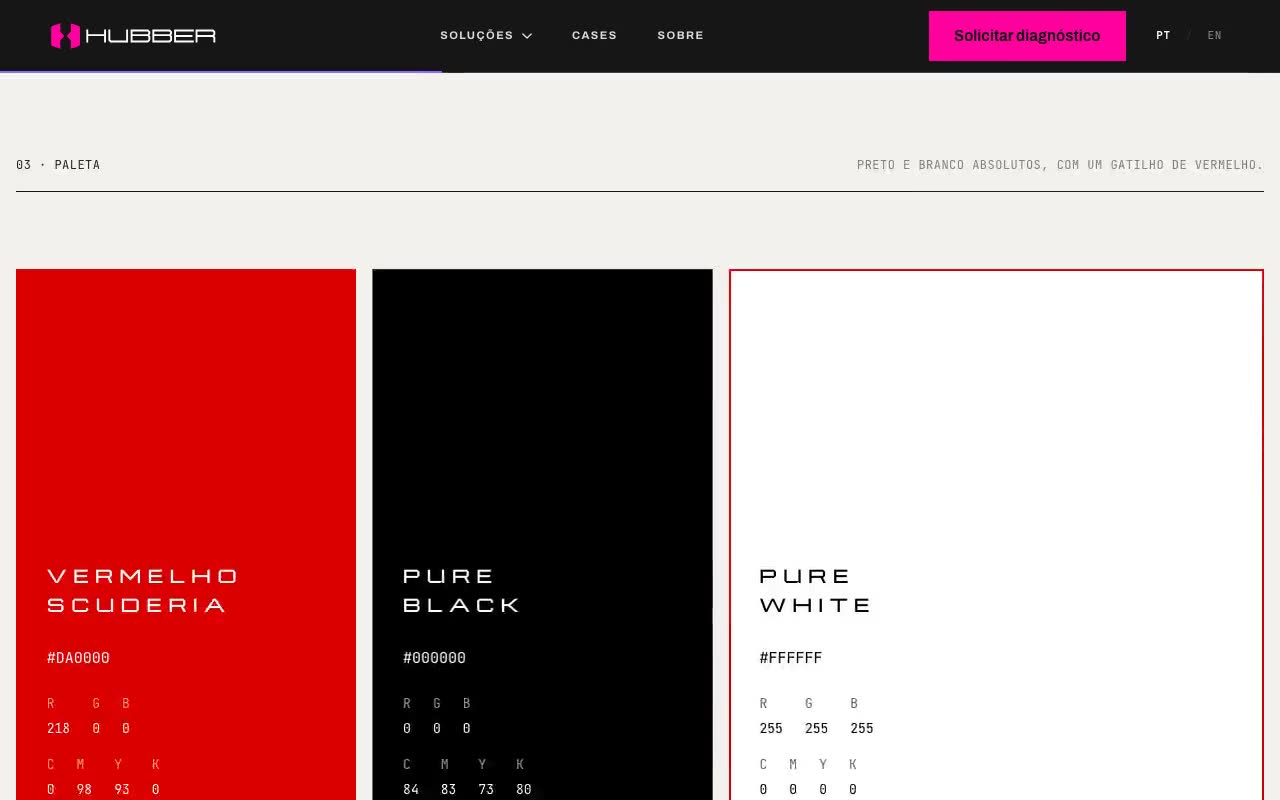 HUBBER
SOLUÇÕES
CASES
SOBRE
Solicitar diagnóstico
PT / EN
03 · PALETA
PRETO E BRANCO ABSOLUTOS, COM UM GATILHO DE VERMELHO.
VERMELHO
SCUDERIA
#DA0000
R G B
218 0 0
C M Y K
0 98 93 0
PURE
BLACK
#000000
R G B
0 0 0
C M Y K
84 83 73 80
PURE
WHITE
#FFFFFF
R G B
255 255 255
C M Y K
0 0 0 0